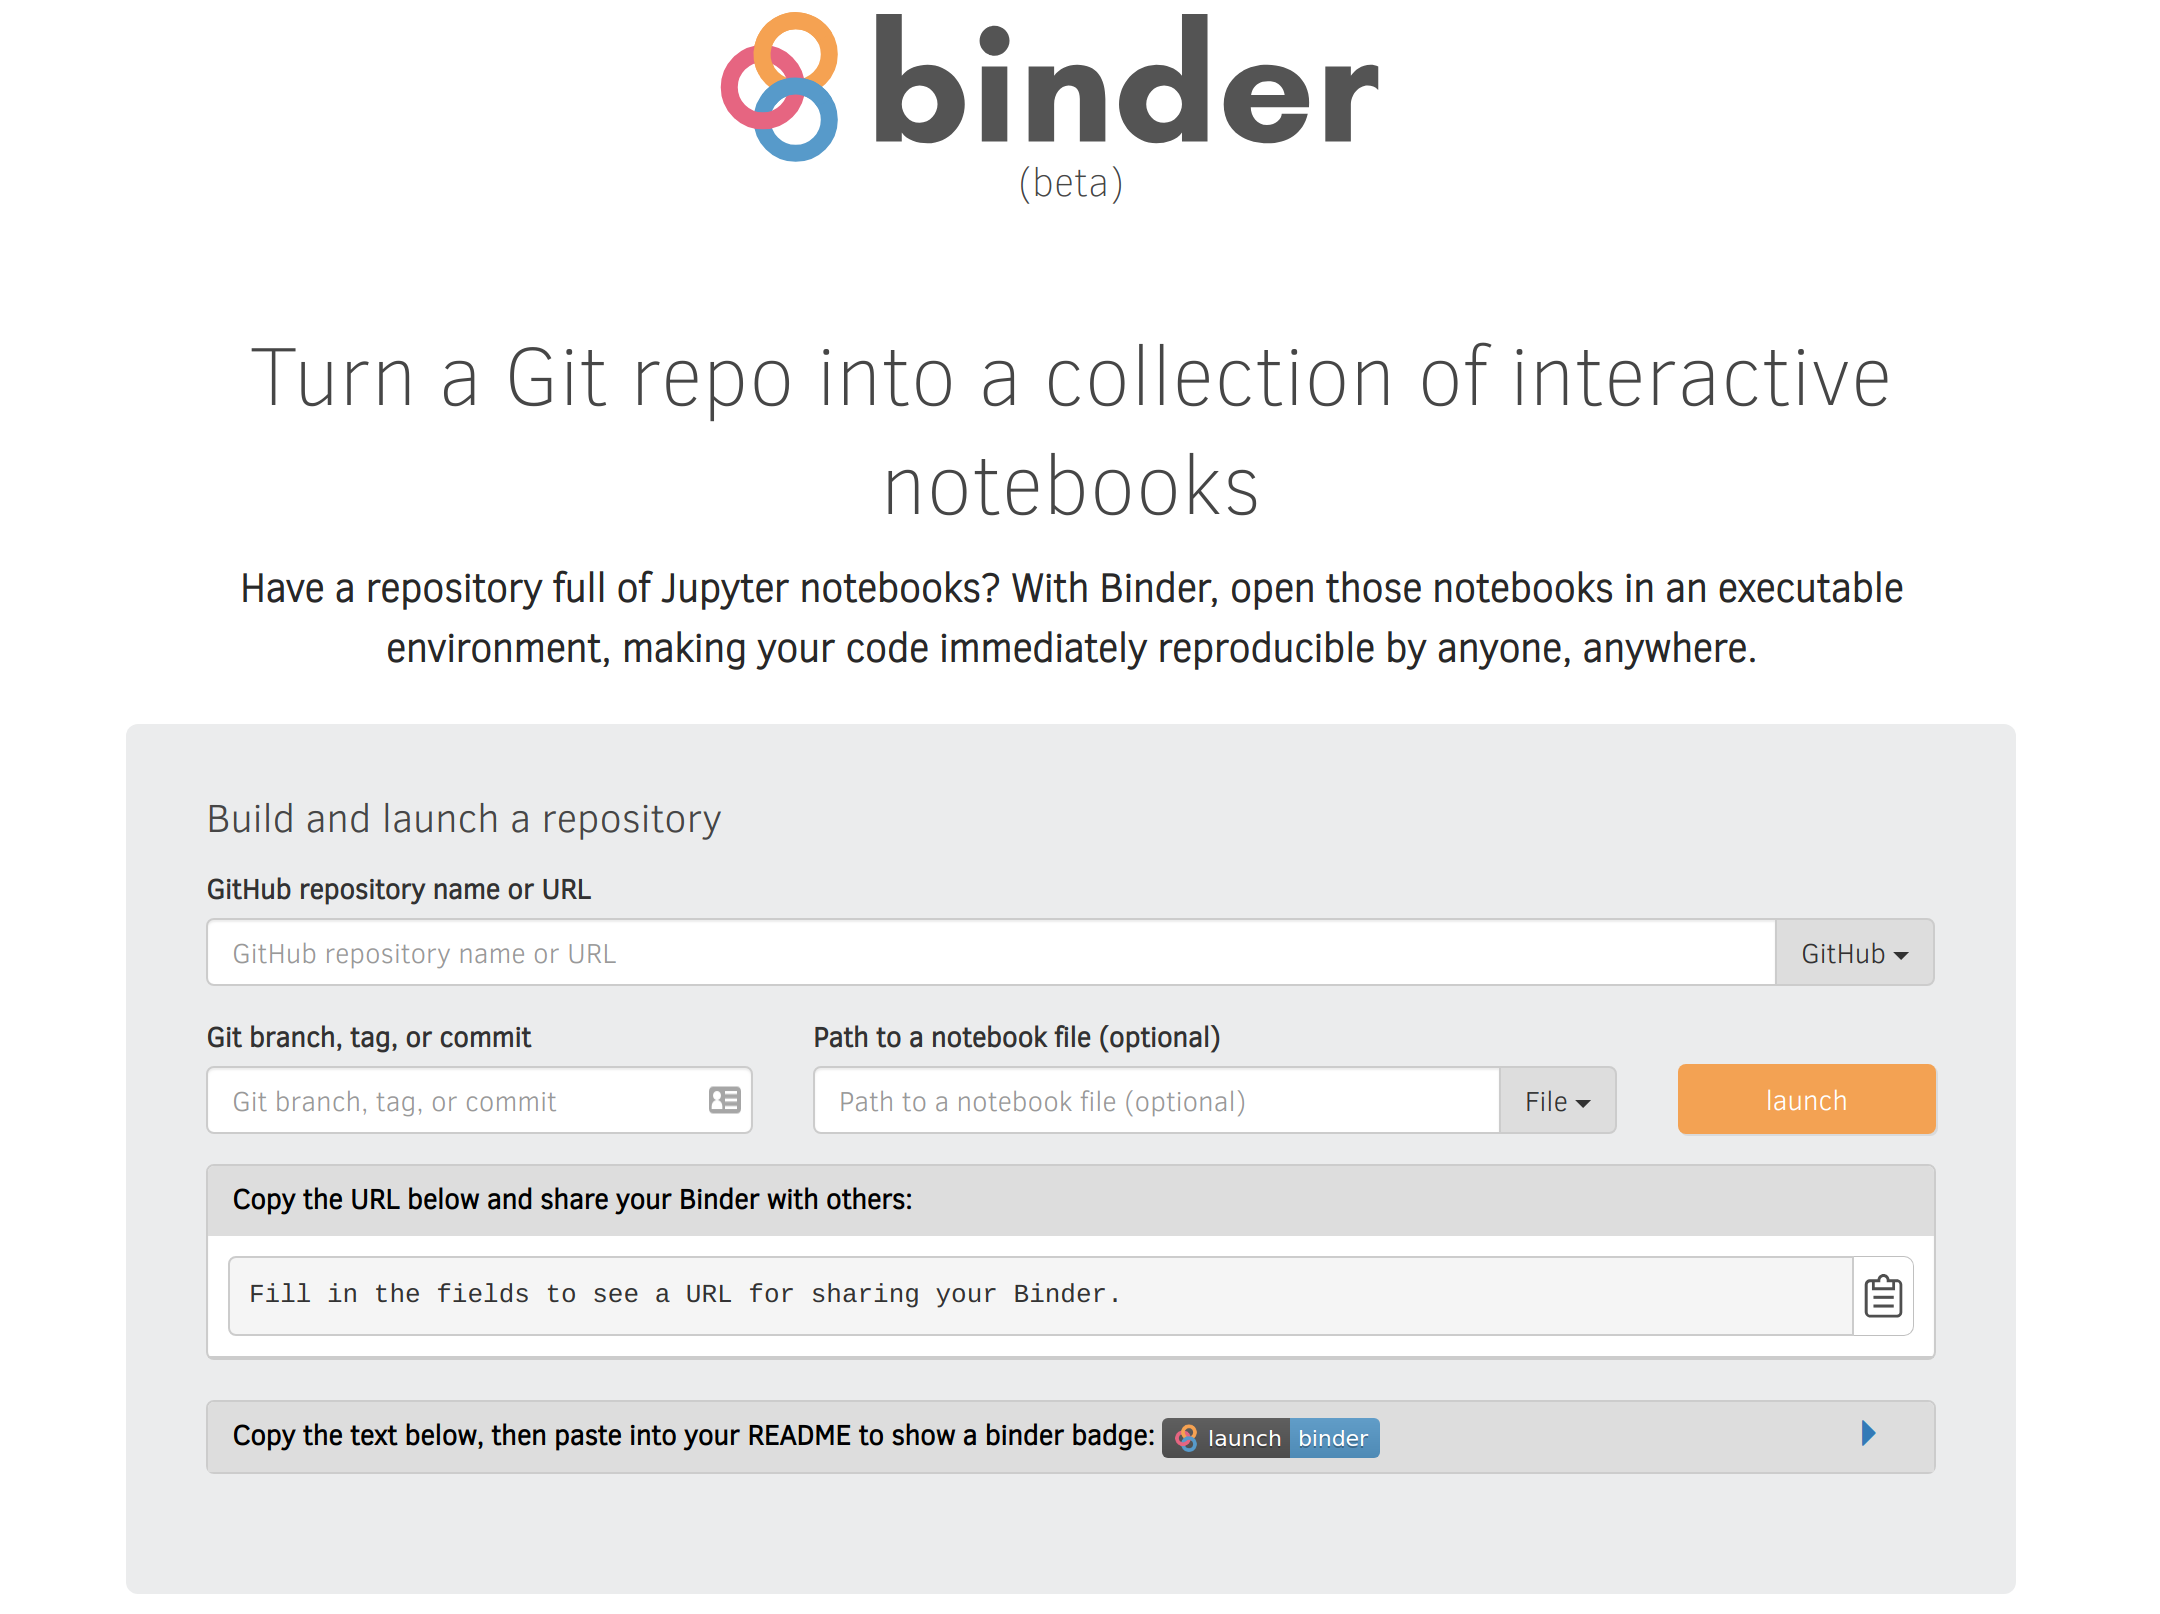 binder
(beta)
Turn a Git repo into a collection of interactive
notebooks
Have a repository full of Jupyter notebooks? With Binder, open those notebooks in an executable
environment, making your code immediately reproducible by anyone, anywhere.
Build and launch a repository
GitHub repository name or URL
GitHub repository name or URL GitHub
Git branch, tag, or commit Path to a notebook file (optional)
Git branch, tag, or commit Path to a notebook file (optional) File launch
Copy the URL below and share your Binder with others:
Fill in the fields to see a URL for sharing your Binder.
Copy the text below, then paste into your README to show a binder badge: launch binder